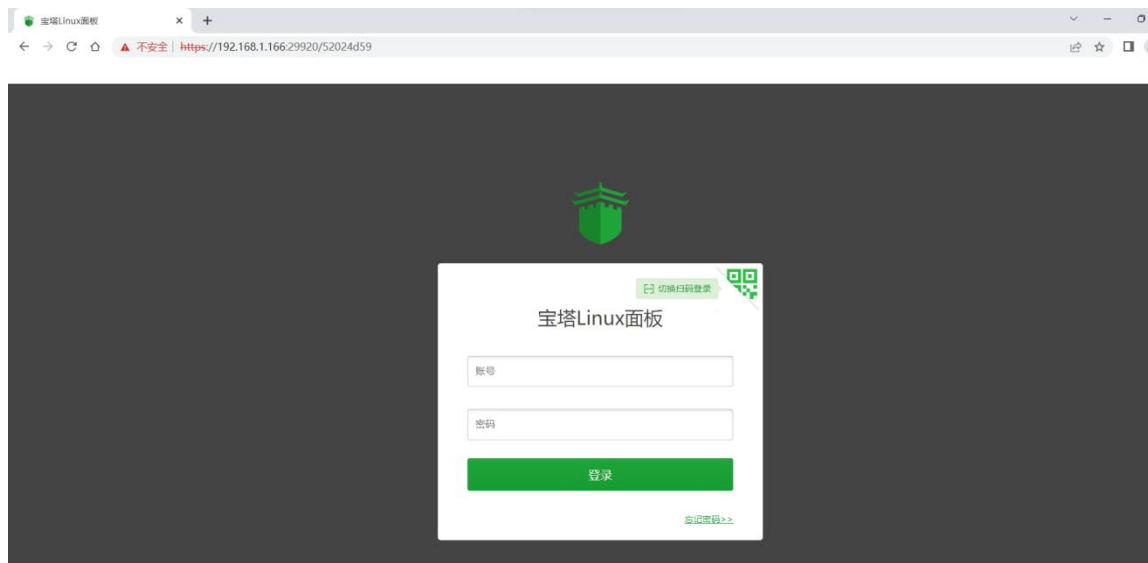 宝塔Linux面板
不安全 | https://192.168.1.166:29920/52024d59
切换扫码登录
宝塔Linux面板
账号
密码
登录
忘记密码>>